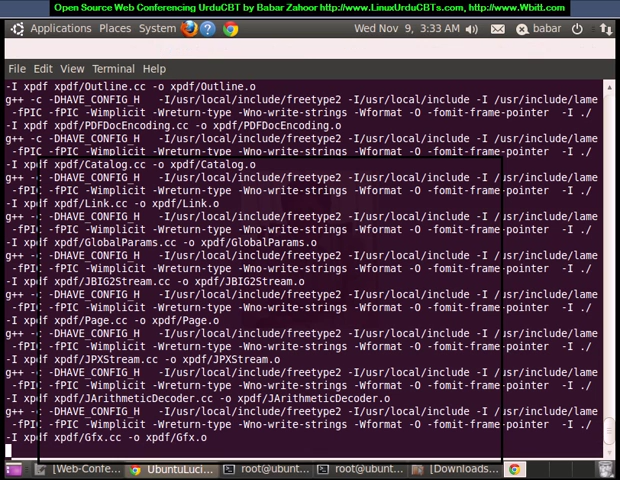 Open Source Web Conferencing UrduCBT by Babar Zahoor http://www.LinuxUrduCBTs.com, http://www.Wbitt.com
Applications Places System ? Wed Nov 9, 3:33 AM babar
File Edit View Terminal Help
-I xpdf xpdf/Outline.cc -o xpdf/Outline.o
g++ -c -DHAVE_CONFIG_H -I/usr/local/include/freetype2 -I/usr/local/include -I /usr/include/lame
-fPIC -fPIC -Wimplicit -Wreturn-type -Wno-write-strings -Wformat -O -fomit-frame-pointer -I ./
-I xpdf xpdf/PDFDocEncoding.cc -o xpdf/PDFDocEncoding.o
g++ -c -DHAVE_CONFIG_H -I/usr/local/include/freetype2 -I/usr/local/include -I /usr/include/lame
-fPIC -fPIC -Wimplicit -Wreturn-type -Wno-write-strings -Wformat -O -fomit-frame-pointer -I ./
-I xpdf xpdf/Catalog.cc -o xpdf/Catalog.o
g++ -c -DHAVE_CONFIG_H -I/usr/local/include/freetype2 -I/usr/local/include -I /usr/include/lame
-fPIC -fPIC -Wimplicit -Wreturn-type -Wno-write-strings -Wformat -O -fomit-frame-pointer -I ./
-I xpdf xpdf/Link.cc -o xpdf/Link.o
g++ -c -DHAVE_CONFIG_H -I/usr/local/include/freetype2 -I/usr/local/include -I /usr/include/lame
-fPIC -fPIC -Wimplicit -Wreturn-type -Wno-write-strings -Wformat -O -fomit-frame-pointer -I ./
-I xpdf xpdf/GlobalParams.cc -o xpdf/GlobalParams.o
g++ -c -DHAVE_CONFIG_H -I/usr/local/include/freetype2 -I/usr/local/include -I /usr/include/lame
-fPIC -fPIC -Wimplicit -Wreturn-type -Wno-write-strings -Wformat -O -fomit-frame-pointer -I ./
-I xpdf xpdf/JBIG2Stream.cc -o xpdf/JBIG2Stream.o
g++ -c -DHAVE_CONFIG_H -I/usr/local/include/freetype2 -I/usr/local/include -I /usr/include/lame
-fPIC -fPIC -Wimplicit -Wreturn-type -Wno-write-strings -Wformat -O -fomit-frame-pointer -I ./
-I xpdf xpdf/Page.cc -o xpdf/Page.o
g++ -c -DHAVE_CONFIG_H -I/usr/local/include/freetype2 -I/usr/local/include -I /usr/include/lame
-fPIC -fPIC -Wimplicit -Wreturn-type -Wno-write-strings -Wformat -O -fomit-frame-pointer -I ./
-I xpdf xpdf/JPXStream.cc -o xpdf/JPXStream.o
g++ -c -DHAVE_CONFIG_H -I/usr/local/include/freetype2 -I/usr/local/include -I /usr/include/lame
-fPIC -fPIC -Wimplicit -Wreturn-type -Wno-write-strings -Wformat -O -fomit-frame-pointer -I ./
-I xpdf xpdf/JArithmeticDecoder.cc -o xpdf/JArithmeticDecoder.o
g++ -c -DHAVE_CONFIG_H -I/usr/local/include/freetype2 -I/usr/local/include -I /usr/include/lame
-fPIC -fPIC -Wimplicit -Wreturn-type -Wno-write-strings -Wformat -O -fomit-frame-pointer -I ./
-I xpdf xpdf/Gfx.cc -o xpdf/Gfx.o
[Web-Confe... UbuntuLuci... root@ubunt... root@ubunt... [Downloads...